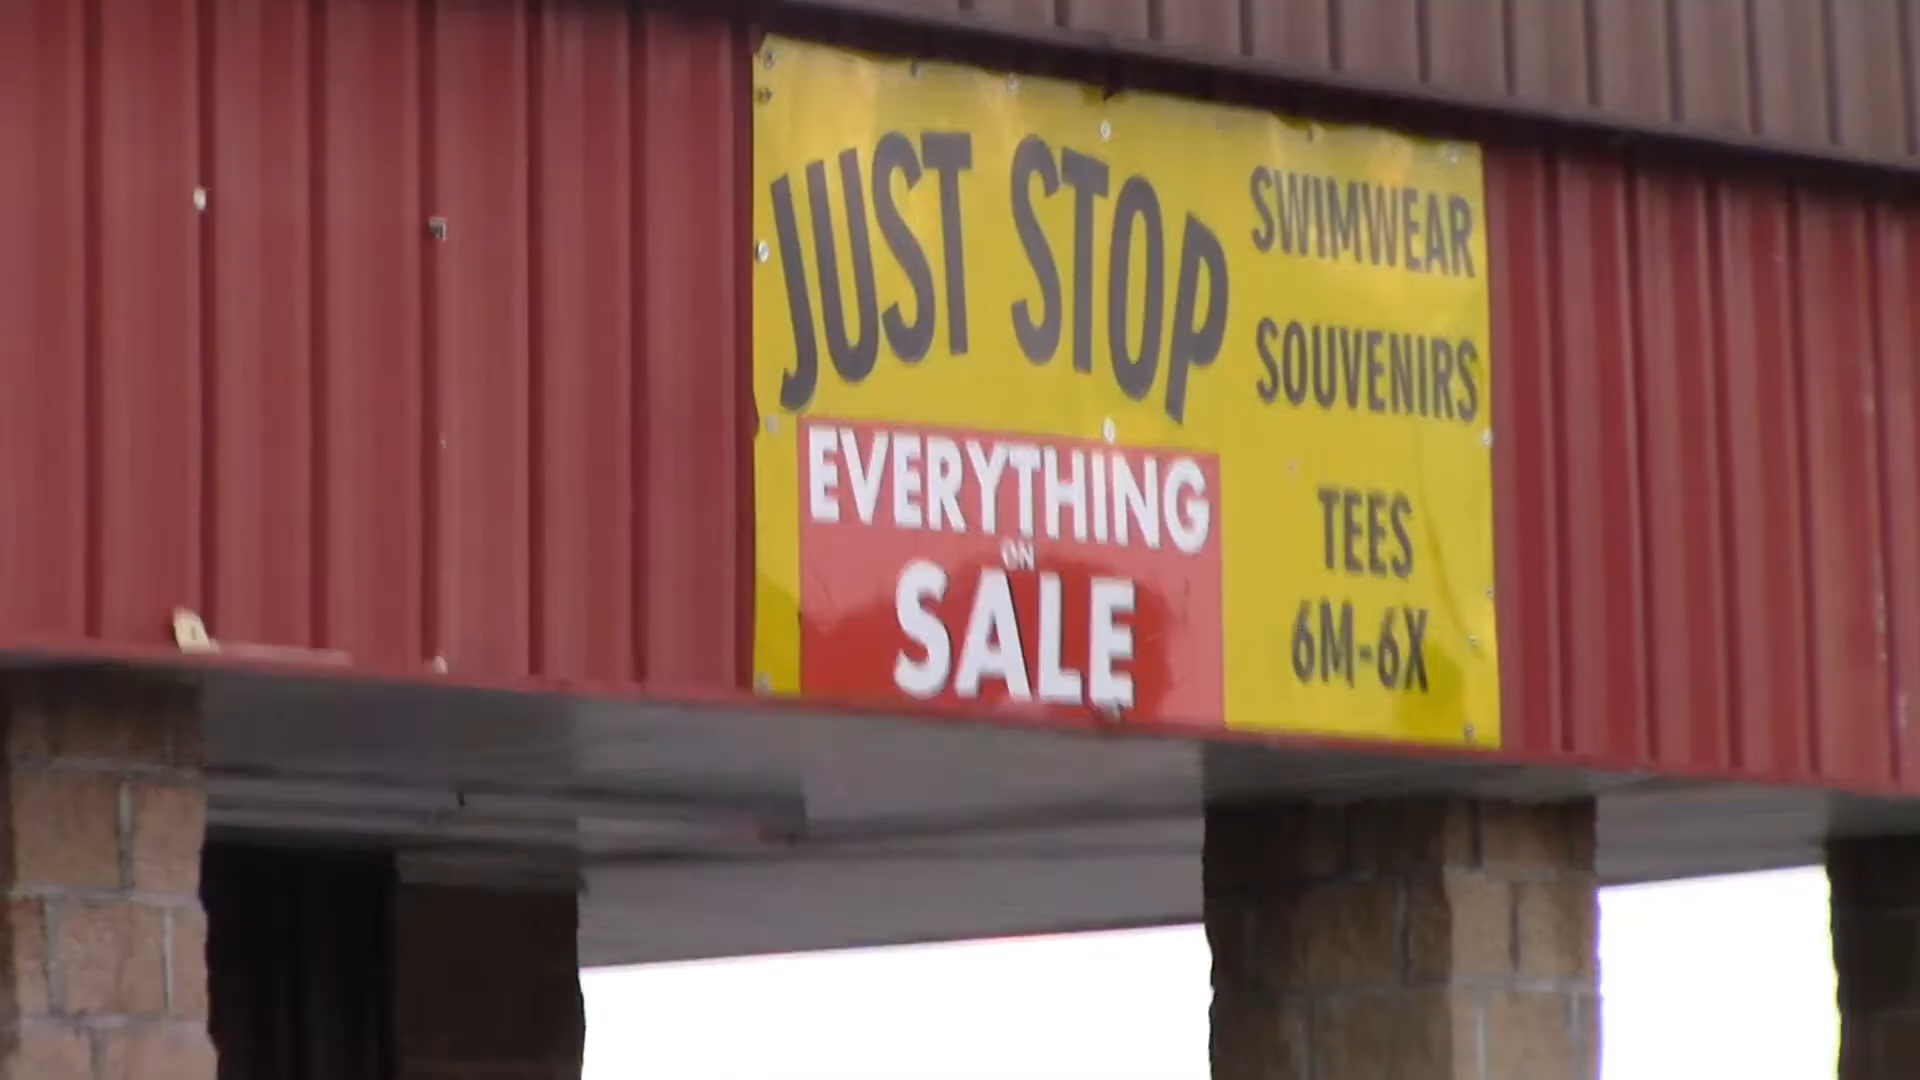 JUST STOP
EVERYTHING
ON
SALE
SWIMWEAR
SOUVENIRS
TEES
6M-6X